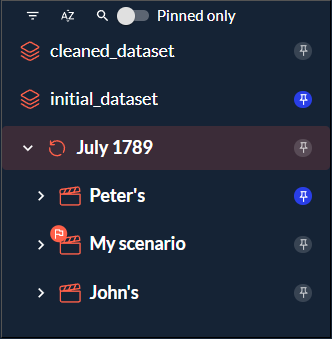 Pinned only
cleaned_dataset
initial_dataset
July 1789
Peter's
My scenario
John's